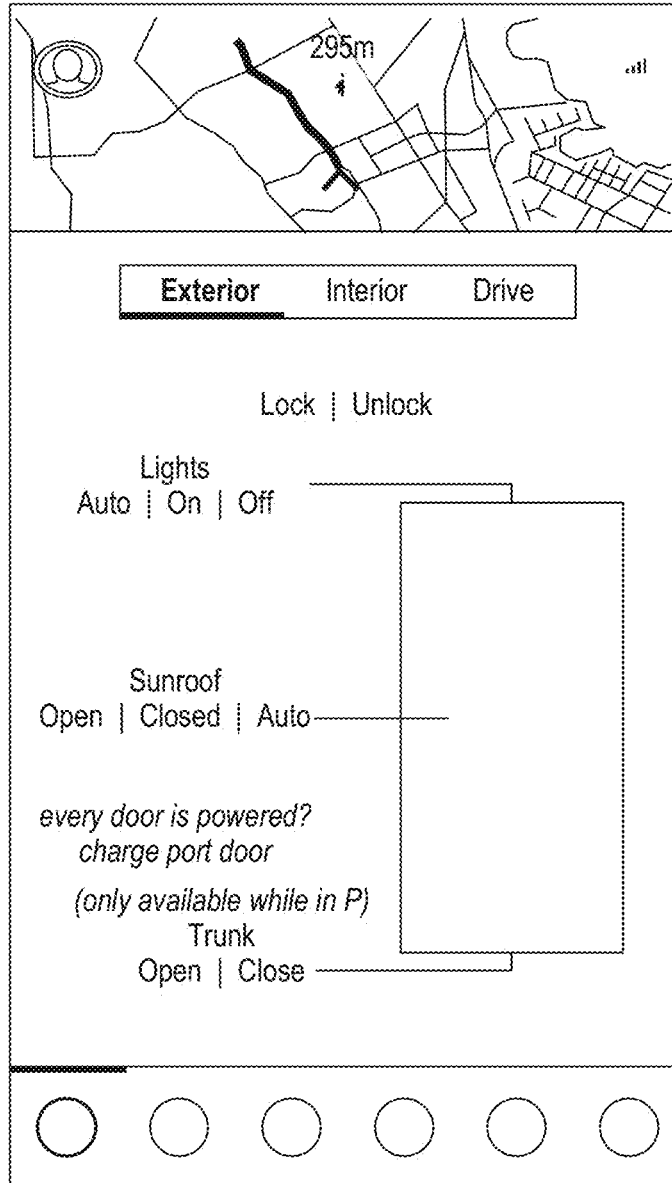 295m
Exterior Interior Drive
Lock | Unlock
Lights
Auto | On | Off
Sunroof
Open | Closed | Auto
every door is powered?
charge port door
(only available while in P)
Trunk
Open | Close